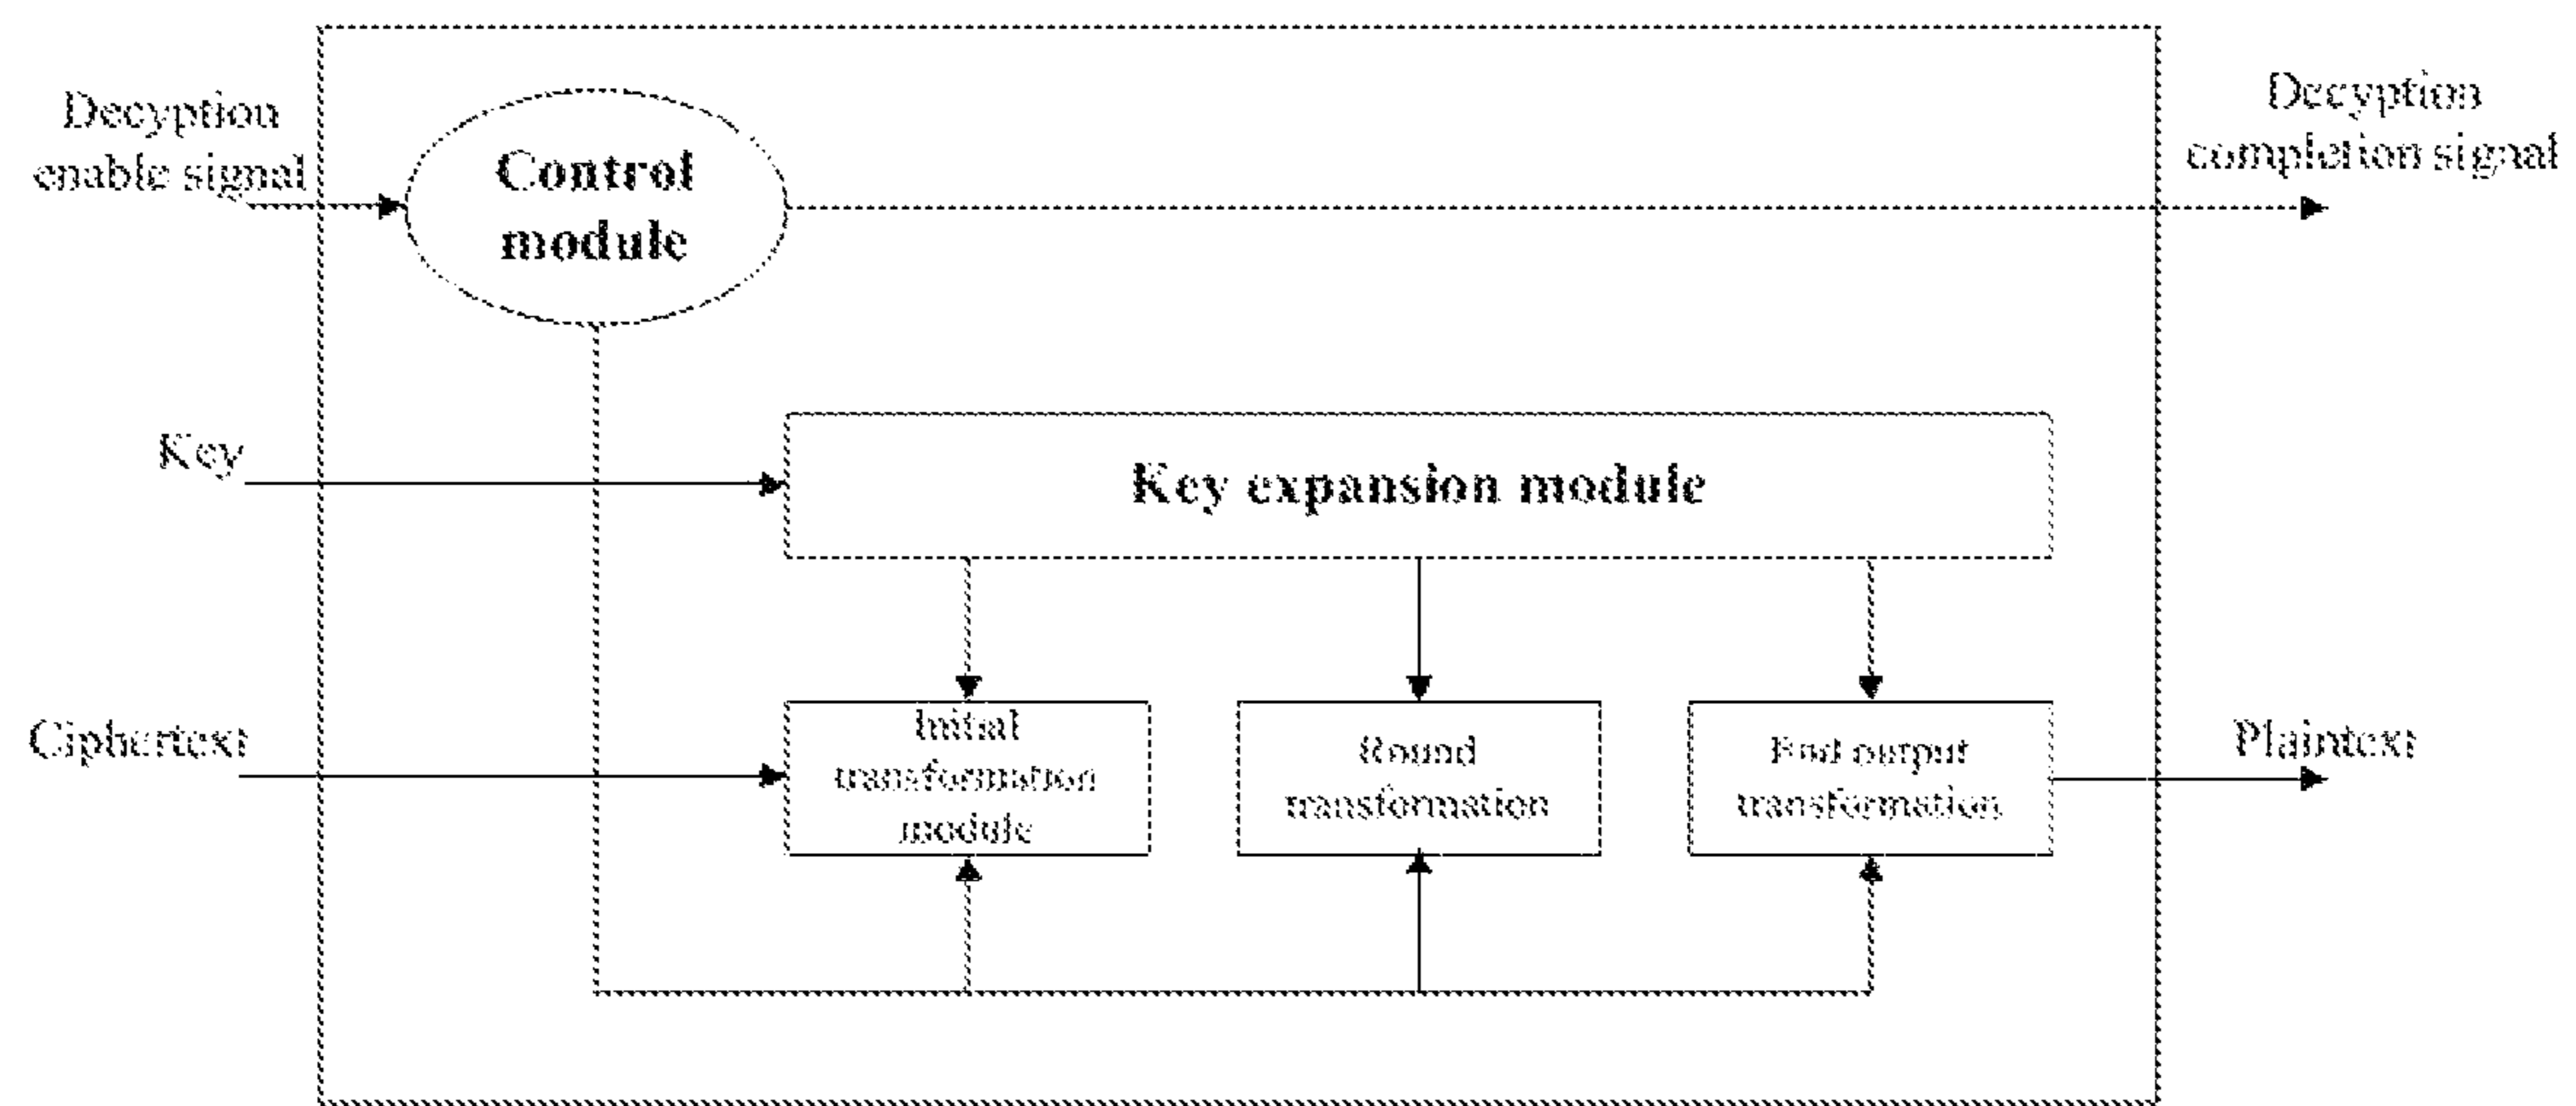 Decyption
enable signal
Control
module
Decyption
completion signal
Key
Key expansion module
Ciphertext
Initial
transformation
module
Round
transformation
End output
transformation
Plaintext